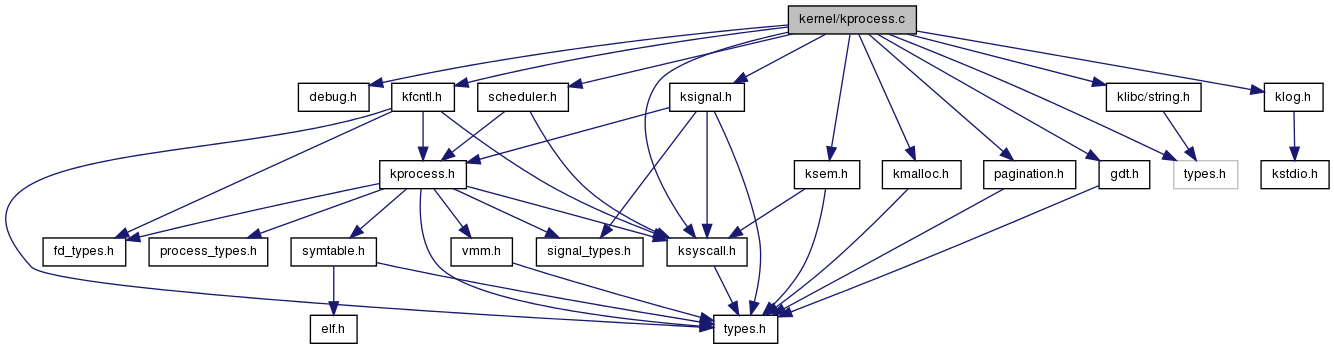 kernel/kprocess.c
debug.h
kfcntl.h
scheduler.h
ksignal.h
klibc/string.h
klog.h
kprocess.h
ksem.h
kmalloc.h
pagination.h
gdt.h
types.h
kstdio.h
fd_types.h
process_types.h
symtable.h
vmm.h
signal_types.h
ksyscall.h
elf.h
types.h